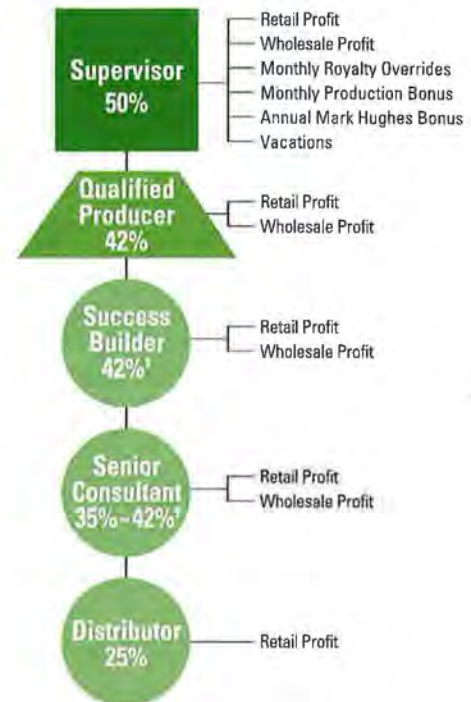 Supervisor
50%
Retail Profit
Wholesale Profit
Monthly Royalty Overrides
Monthly Production Bonus
Annual Mark Hughes Bonus
Vacations
Qualified
Producer
42%
Retail Profit
Wholesale Profit
Success
Builder
42%‡
Retail Profit
Wholesale Profit
Senior
Consultant
35%–42%†
Retail Profit
Wholesale Profit
Distributor
25%
Retail Profit